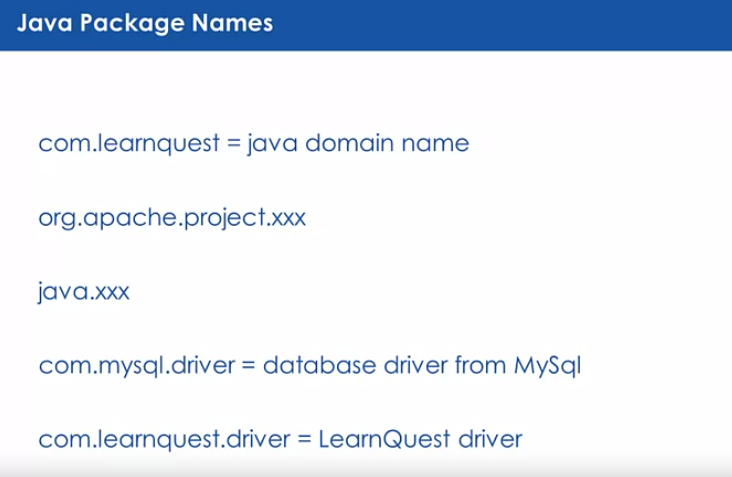 Java Package Names
com.learnquest = java domain name
org.apache.project.xxx
java.xxx
com.mysql.driver = database driver from MySql
com.learnquest.driver = LearnQuest driver